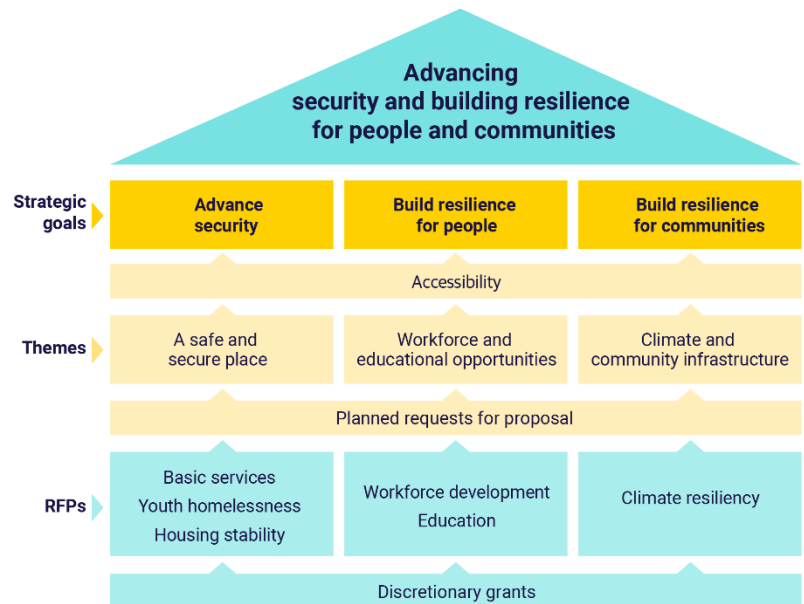 Advancing
security and building resilience
for people and communities
Strategic
goals
Advance
security
Build resilience
for people
Build resilience
for communities
Accessibility
Themes
A safe and
secure place
Workforce and
educational opportunities
Climate and
community infrastructure
Planned requests for proposal
RFPs
Basic services
Youth homelessness
Housing stability
Workforce development
Education
Climate resiliency
Discretionary grants